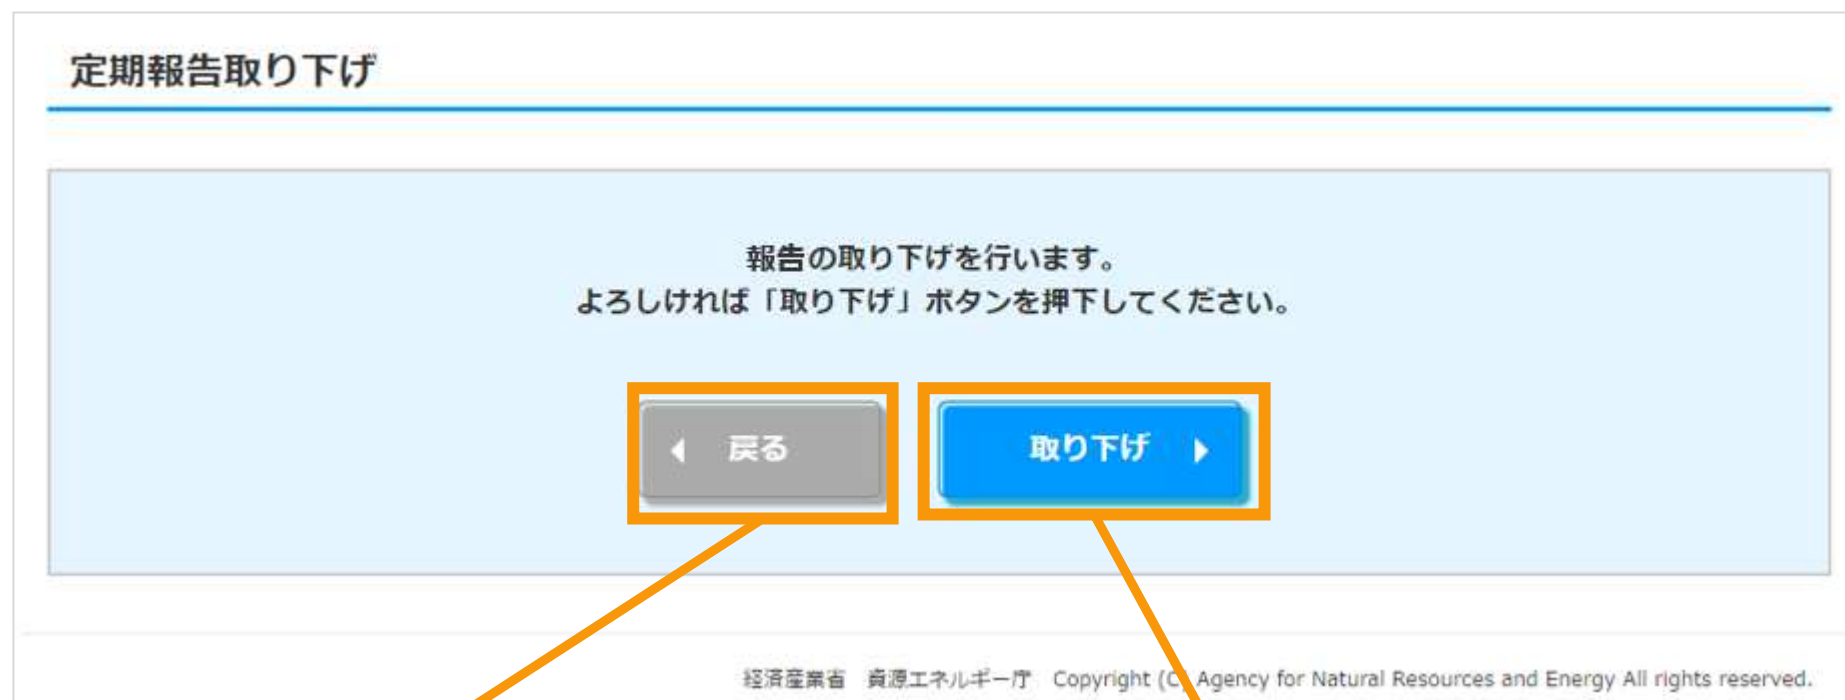 定期報告取り下げ
報告の取り下げを行います。
よろしければ「取り下げ」ボタンを押下してください。
戻る
取り下げ
経済産業省 資源エネルギー庁 Copyright (C) Agency for Natural Resources and Energy All rights reserved.